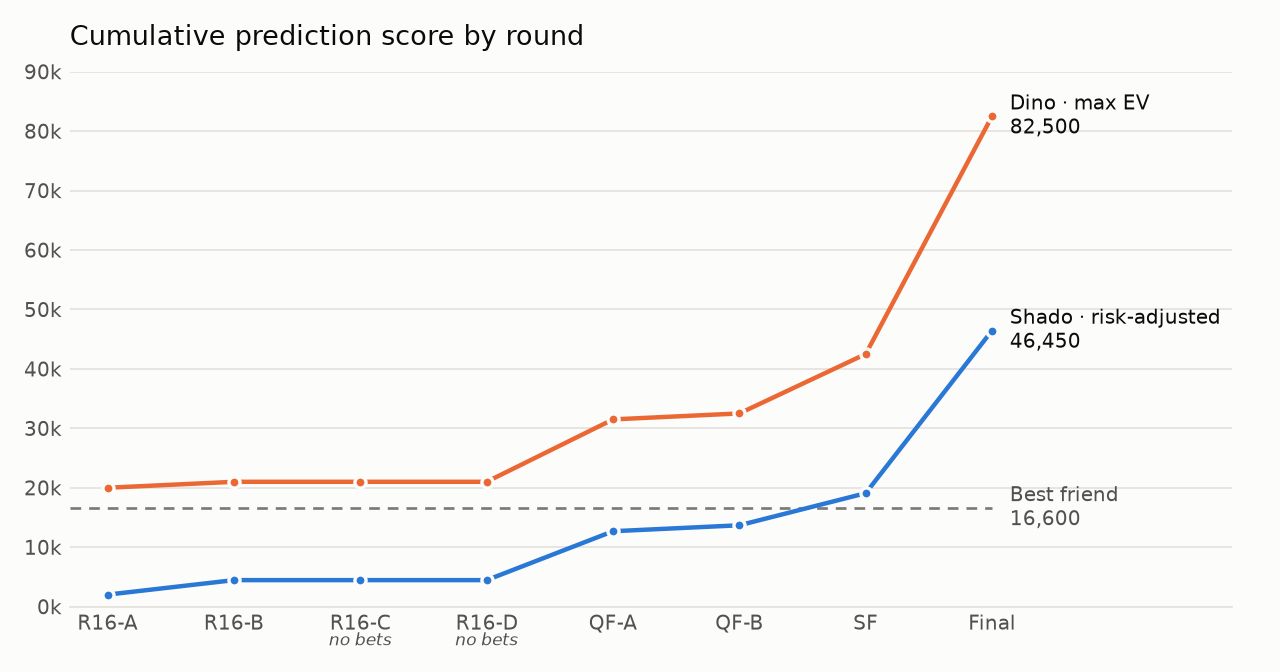 Cumulative prediction score by round
90k
80k
70k
60k
50k
40k
30k
20k
10k
0k
Dino · max EV
82,500
Shado · risk-adjusted
46,450
Best friend
16,600
R16-A R16-B R16-C R16-D QF-A QF-B SF Final
no bets no bets